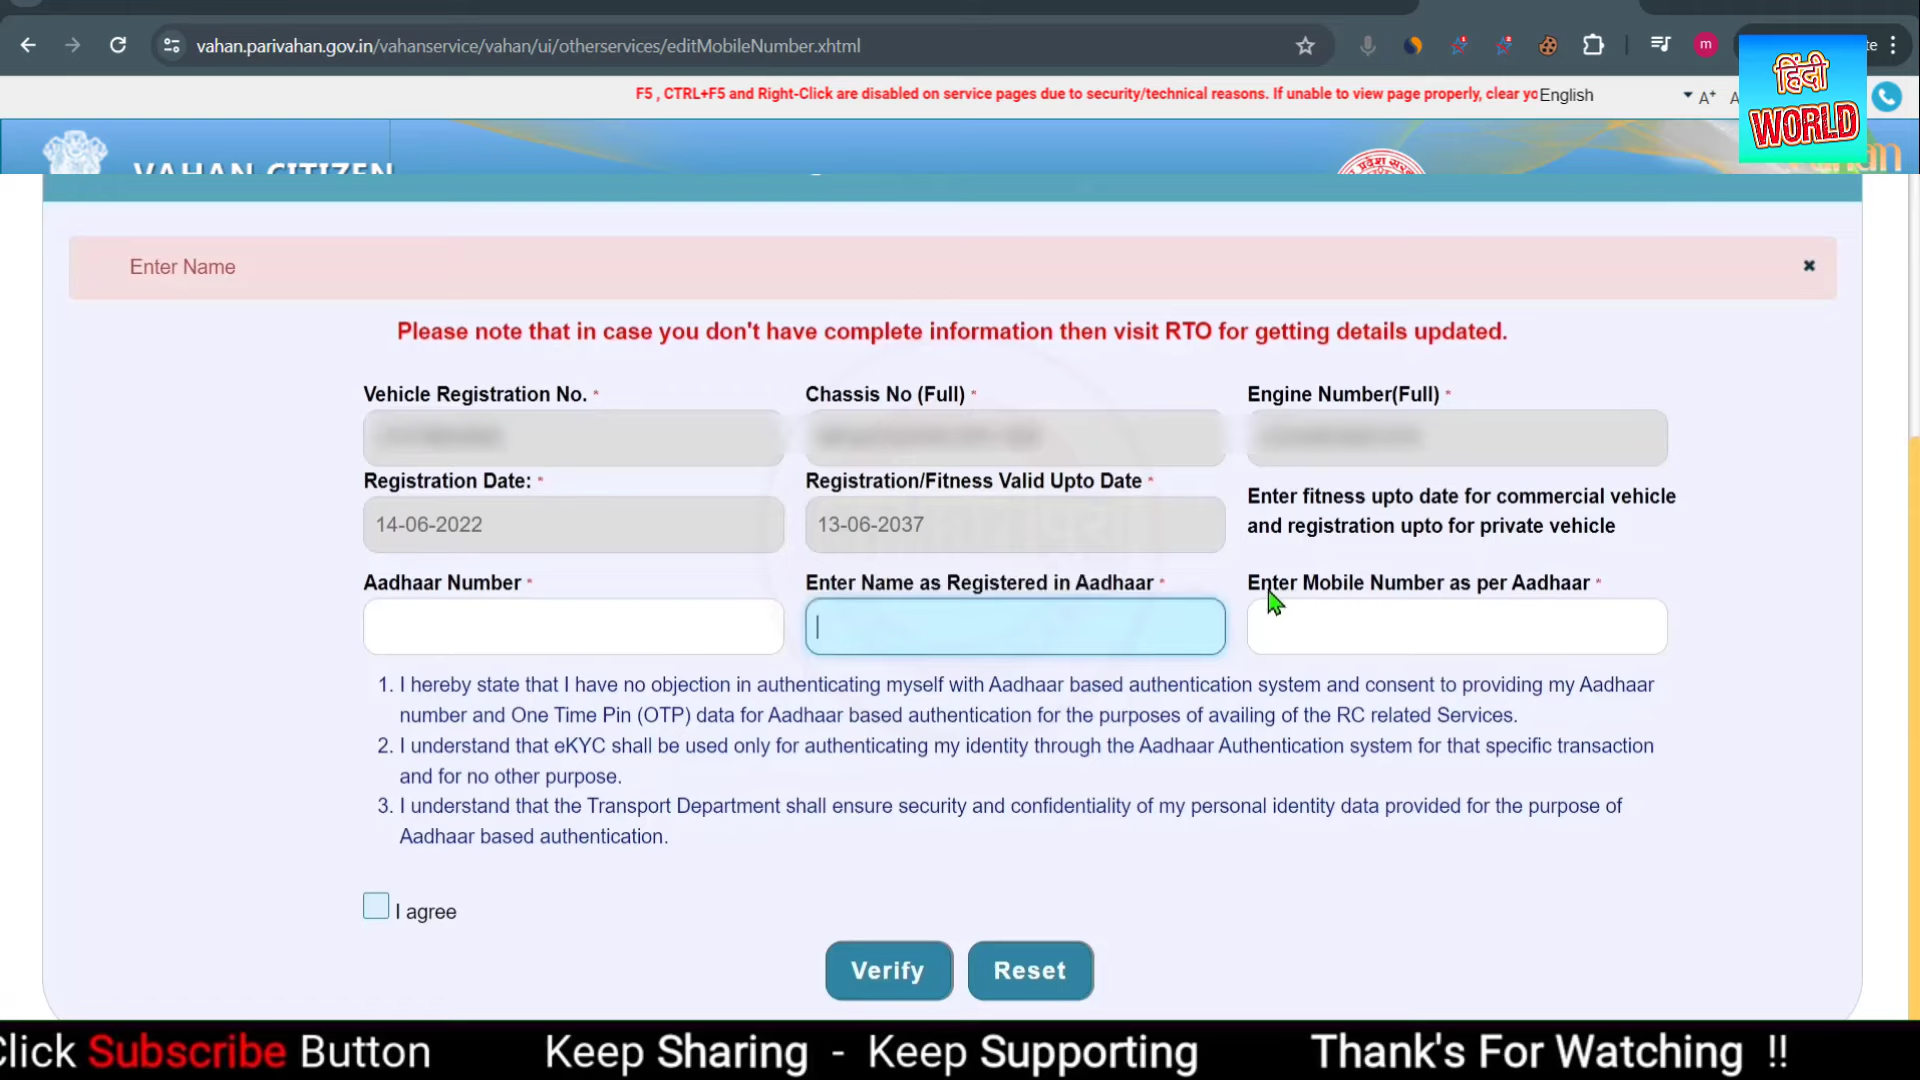 vahan.parivahan.gov.in/vahanservice/vahan/ui/otherservices/editMobileNumber.xhtml
m
te
F5 , CTRL+F5 and Right-Click are disabled on service pages due to security/technical reasons. If unable to view page properly, clear yo
English
A+
A
हिंदी
WORLD
VAHAN CITIZEN
Enter Name
Please note that in case you don't have complete information then visit RTO for getting details updated.
Vehicle Registration No. *
Chassis No (Full) *
Engine Number(Full) *
Registration Date: *
Registration/Fitness Valid Upto Date *
Enter fitness upto date for commercial vehicle
and registration upto for private vehicle
14-06-2022
13-06-2037
Aadhaar Number *
Enter Name as Registered in Aadhaar *
Enter Mobile Number as per Aadhaar *
1. I hereby state that I have no objection in authenticating myself with Aadhaar based authentication system and consent to providing my Aadhaar
number and One Time Pin (OTP) data for Aadhaar based authentication for the purposes of availing of the RC related Services.
2. I understand that eKYC shall be used only for authenticating my identity through the Aadhaar Authentication system for that specific transaction
and for no other purpose.
3. I understand that the Transport Department shall ensure security and confidentiality of my personal identity data provided for the purpose of
Aadhaar based authentication.
I agree
Verify
Reset
Click Subscribe Button
Keep Sharing - Keep Supporting
Thank's For Watching !!